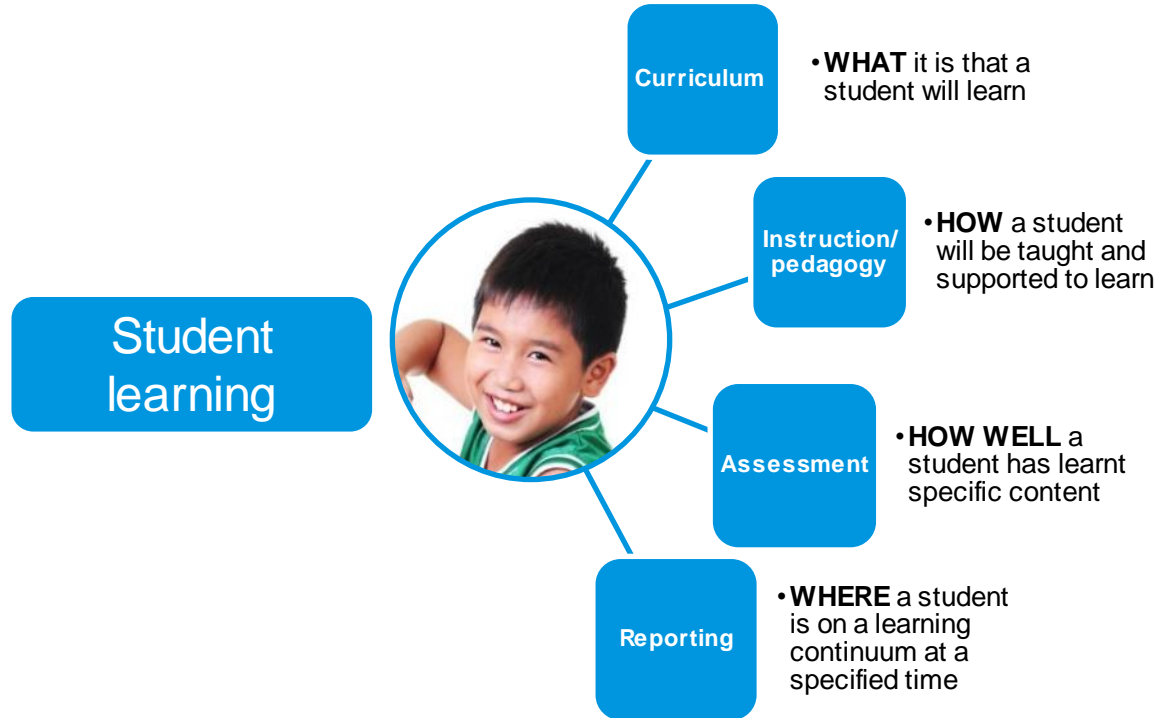 Student
learning
Curriculum
•WHAT it is that a
student will learn
Instruction/
pedagogy
•HOW a student
will be taught and
supported to learn
Assessment
•HOW WELL a
student has learnt
specific content
Reporting
•WHERE a student
is on a learning
continuum at a
specified time